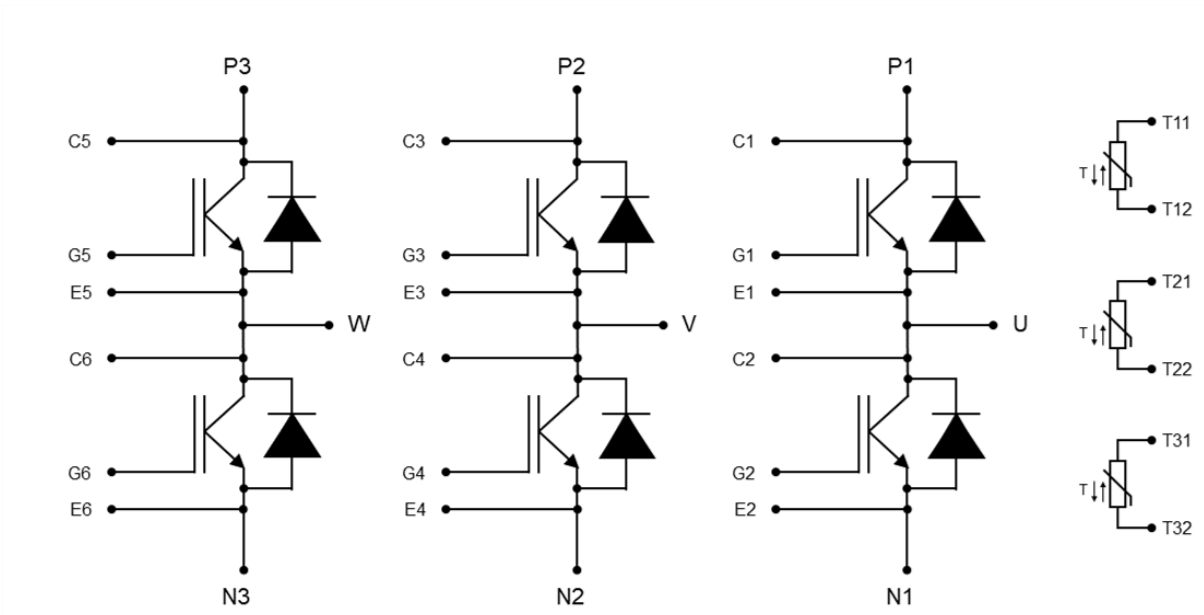 P3 P2 P1
T11
C5 C3 C1
T
T12
G5 G3 G1
T21
E5 E3 E1
W V U
T
C6 C4 C2
T22
T31
G6 G4 G2
T
E6 E4 E2
T32
N3 N2 N1